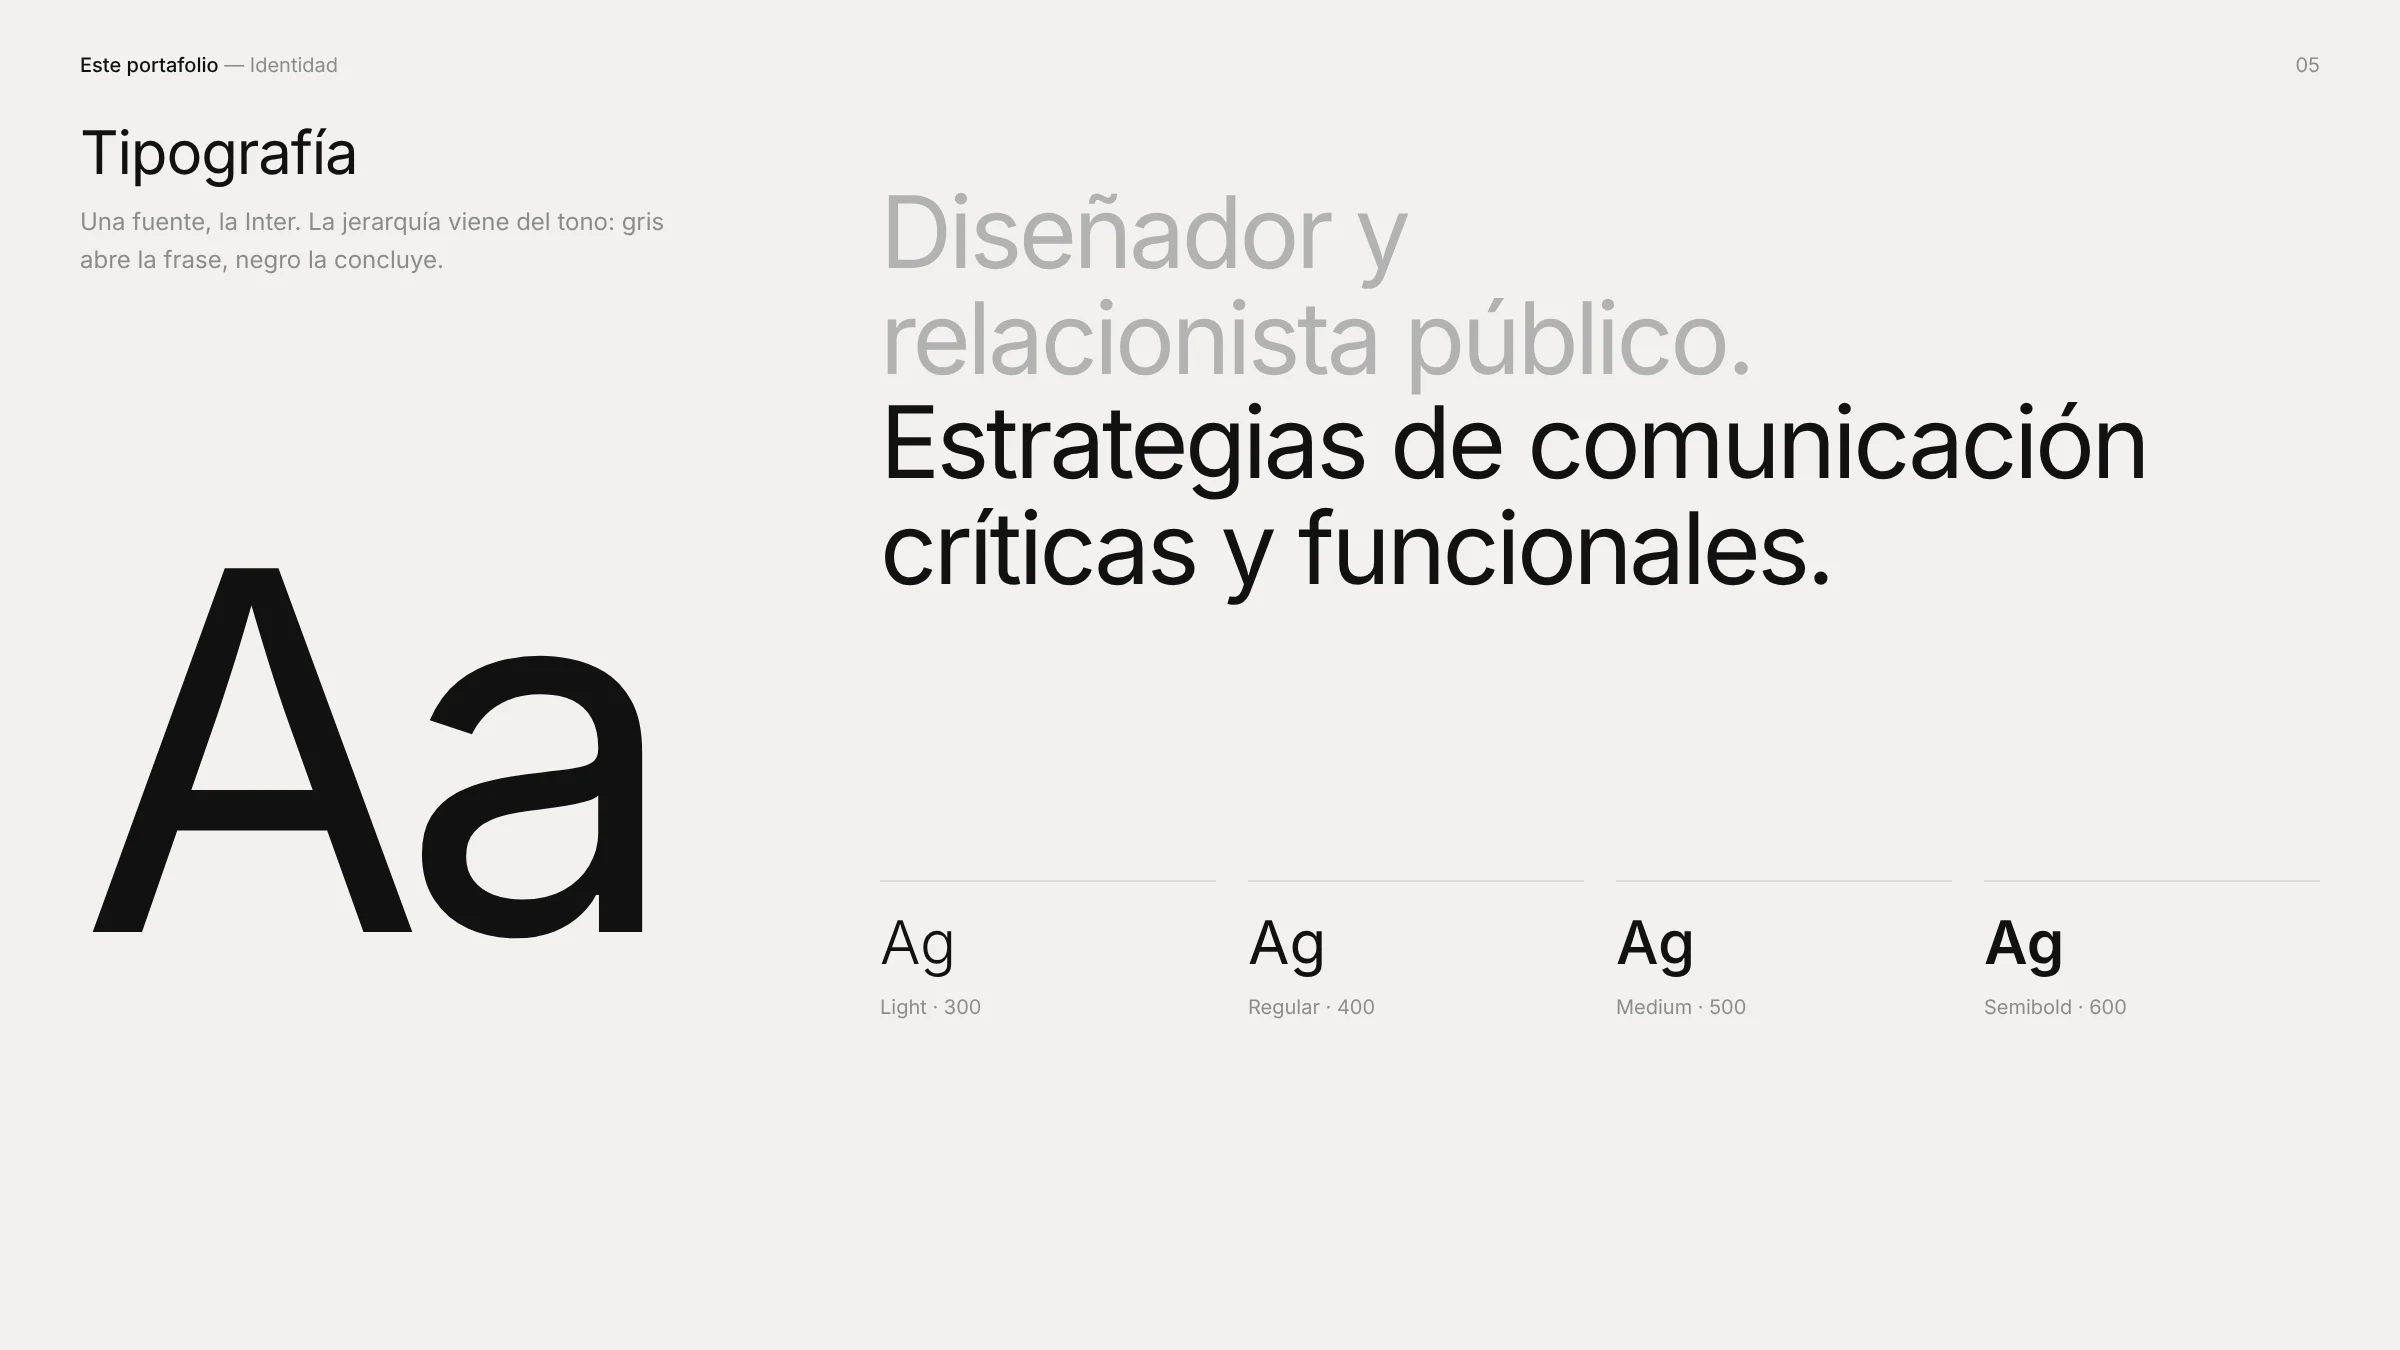 Este portafolio — Identidad
05
Tipografía
Una fuente, la Inter. La jerarquía viene del tono: gris
abre la frase, negro la concluye.
Diseñador y
relacionista público.
Estrategias de comunicación
críticas y funcionales.
Aa
Ag
Light · 300
Ag
Regular · 400
Ag
Medium · 500
Ag
Semibold · 600